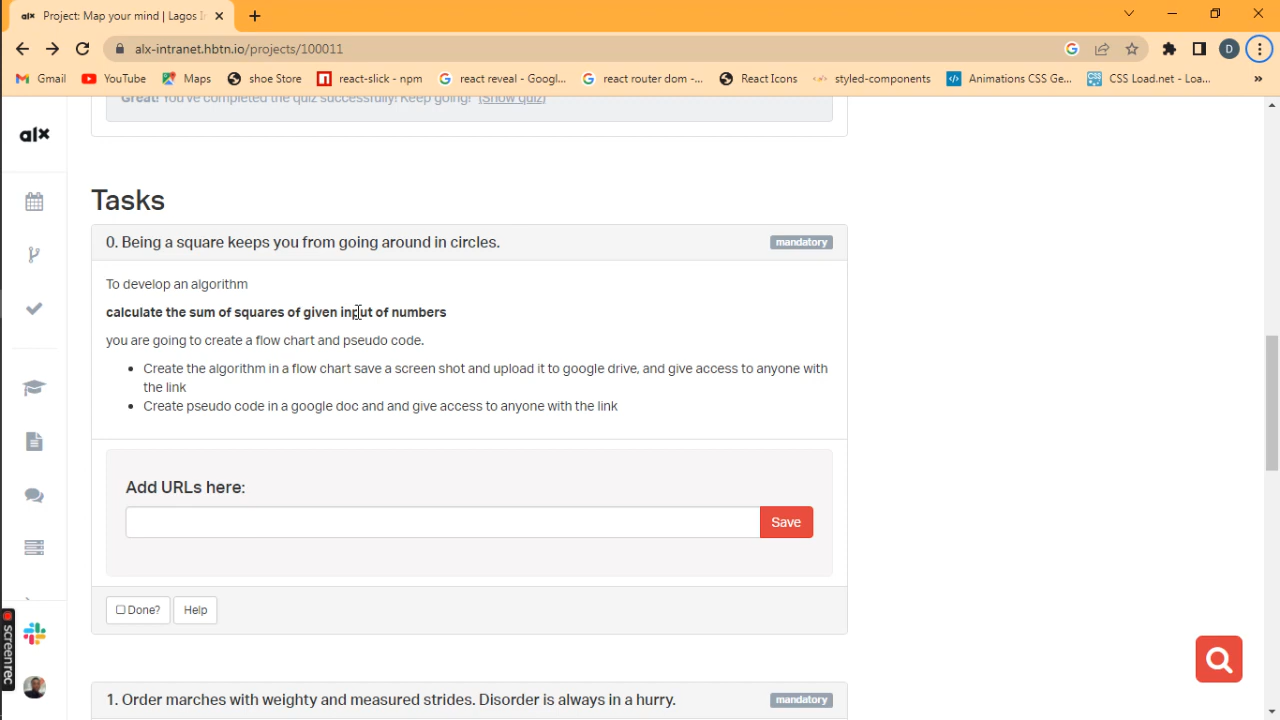 alx Project: Map your mind | Lagos I
alx-intranet.hbtn.io/projects/100011
D
Gmail YouTube Maps shoe Store react-slick - npm react reveal - Googl... react router dom -... React Icons styled-components Animations CSS Ge... CSS Load.net - Loa... »
Great! You've completed the quiz successfully! Keep going! (Show quiz)
alx
Tasks
0. Being a square keeps you from going around in circles. mandatory
To develop an algorithm
calculate the sum of squares of given input of numbers
you are going to create a flow chart and pseudo code.
• Create the algorithm in a flow chart save a screen shot and upload it to google drive, and give access to anyone with
the link
• Create pseudo code in a google doc and and give access to anyone with the link
Add URLs here:
Save
Done? Help
screenrec
1. Order marches with weighty and measured strides. Disorder is always in a hurry. mandatory